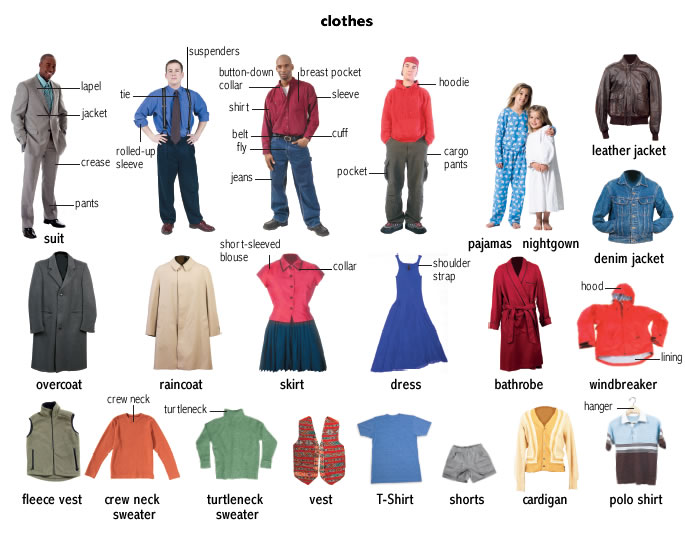 clothes
suspenders
lapel
jacket
crease
pants
suit
tie
rolled-up
sleeve
button-down
collar
breast pocket
shirt
sleeve
belt
cuff
fly
jeans
hoodie
pocket
cargo
pants
pajamas
nightgown
leather jacket
denim jacket
overcoat
raincoat
short-sleeved
blouse
collar
skirt
shoulder
strap
dress
bathrobe
hood
lining
windbreaker
fleece vest
crew neck
crew neck
sweater
turtleneck
turtleneck
sweater
vest
T-Shirt
shorts
cardigan
hanger
polo shirt